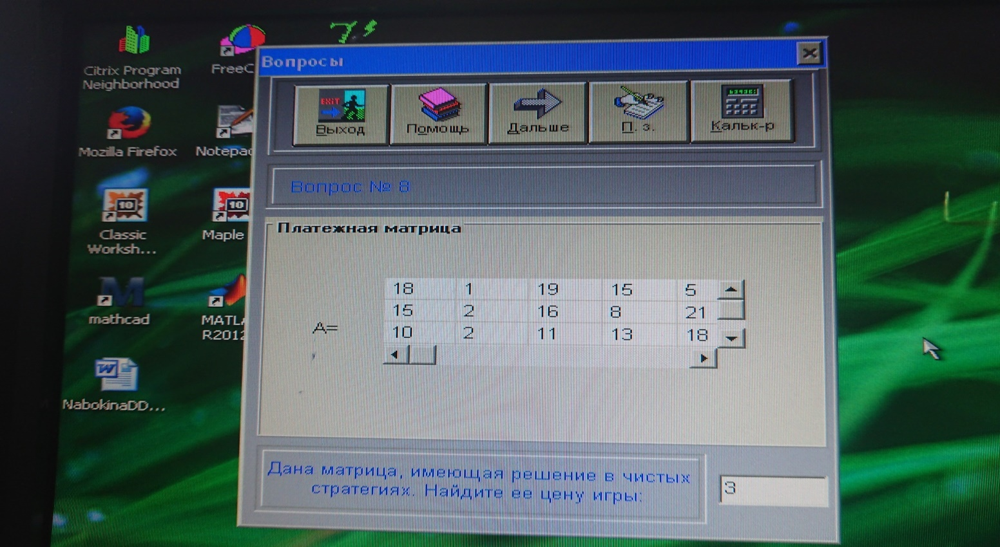 Citrix Program
Neighborhood
FreeC
Mozilla Firefox
Notepad
Classic
Worksh...
Maple
mathcad
MATLA
R2012
NabokinaDD...
Вопросы
Выход
Помощь
Дальше
П. з.
Кальк-р
Вопрос № 8
Платежная матрица
A=
18 1 19 15 5
15 2 16 8 21
10 2 11 13 18
Дана матрица, имеющая решение в чистых
стратегиях. Найдите ее цену игры:
3